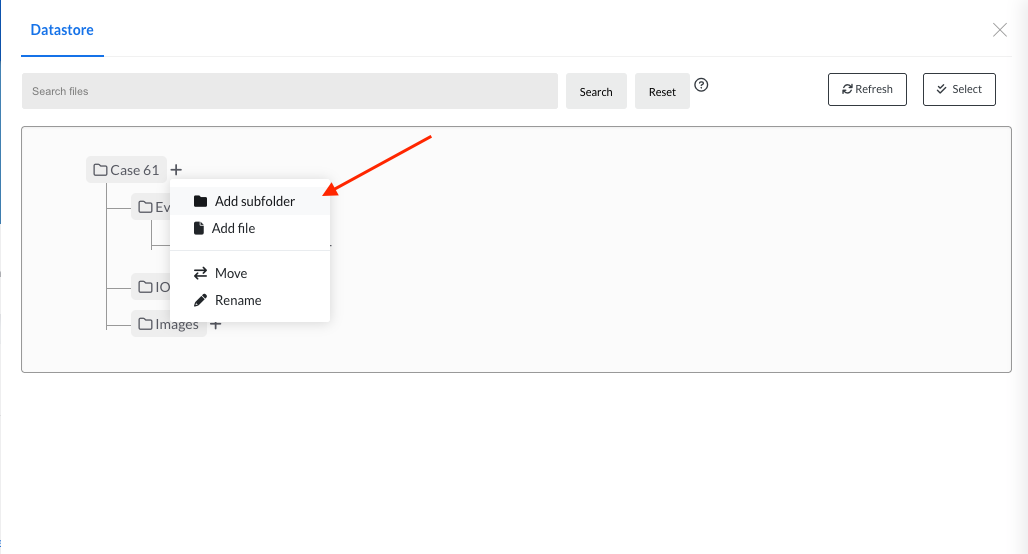 Datastore
Search files
Search
Reset
Refresh
Select
Case 61
Add subfolder
Ev
Add file
Move
IO
Rename
Images